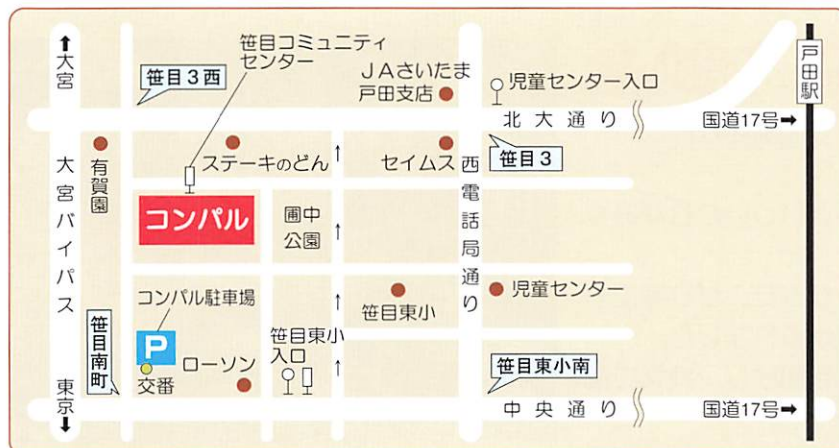 ↑大宮
大宮バイパス
東京↓
笹目3西
笹目コミュニティ
センター
JAさいたま
戸田支店
児童センター入口
戸田駅
北大通り
国道17号→
有賀園
ステーキのどん
↑
セイムス
笹目3
西電話局通り
コンパル
圃中
公園
↑
コンパル駐車場
P
交番
笹目南町
ローソン
笹目東小
入口
↑
↑
笹目東小
児童センター
笹目東小南
中央通り
国道17号→